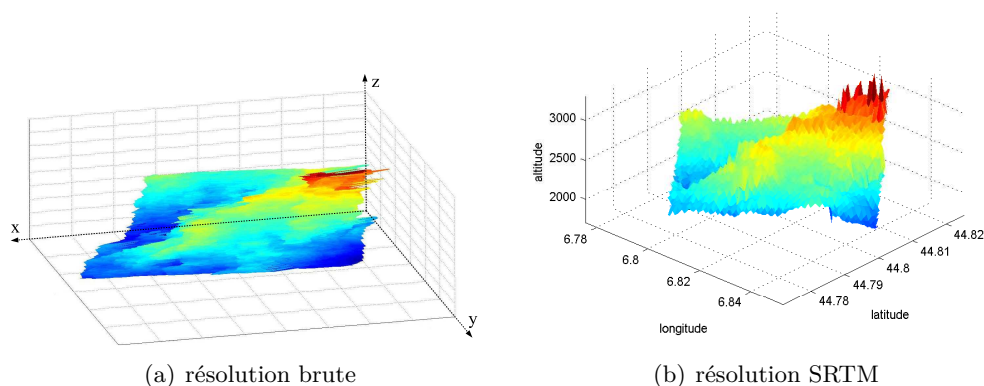 z
x
y
(a) résolution brute
altitude
3000
2500
2000
6.78
6.8
6.82
6.84
longitude
44.78
44.79
44.8
44.81
44.82
latitude
(b) résolution SRTM